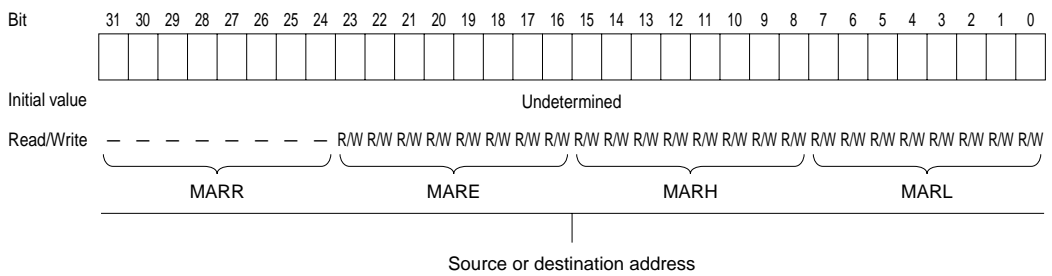 Bit 31 30 29 28 27 26 25 24 23 22 21 20 19 18 17 16 15 14 13 12 11 10 9 8 7 6 5 4 3 2 1 0
Initial value Undetermined
Read/Write — — — — — — — — R/W R/W R/W R/W R/W R/W R/W R/W R/W R/W R/W R/W R/W R/W R/W R/W R/W R/W R/W R/W R/W R/W R/W R/W
MARR MARE MARH MARL
Source or destination address